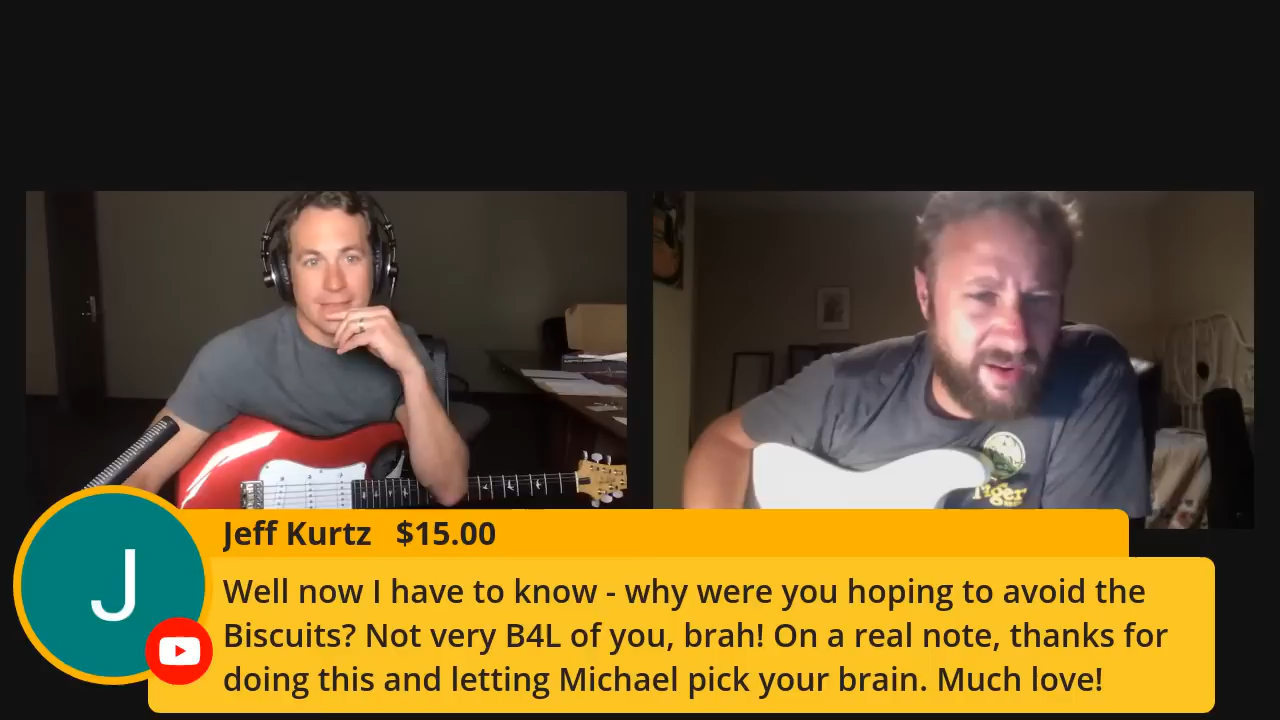 Tiger
Jeff Kurtz $15.00
J
Well now I have to know - why were you hoping to avoid the
Biscuits? Not very B4L of you, brah! On a real note, thanks for
doing this and letting Michael pick your brain. Much love!